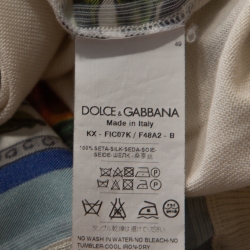 DOLCE & GABBANA
Made in Italy
KX - FIC07K / F48A2 - B
100% SETA-SILK-SEDA-SOIE-
NO WASH IN WATER-NO BLEACH-NO
TUMBLER-COOL IRON-DRY